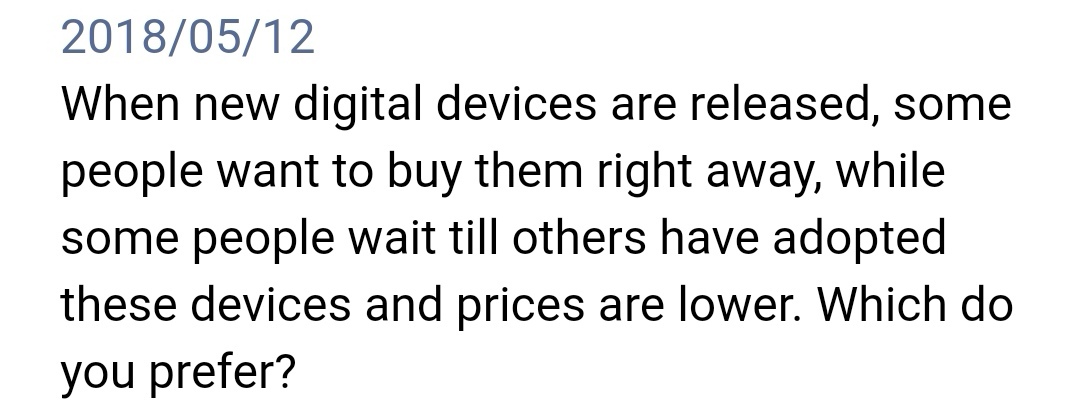 2018/05/12
When new digital devices are released, some
people want to buy them right away, while
some people wait till others have adopted
these devices and prices are lower. Which do
you prefer?